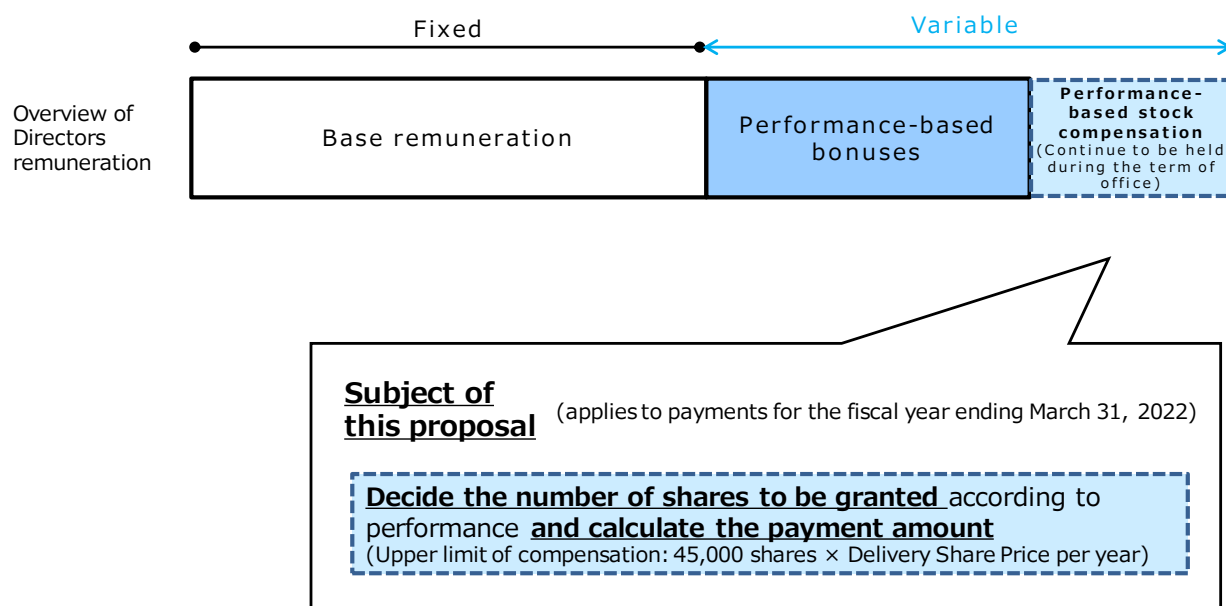 Fixed
Variable
Overview of
Directors
remuneration
Base remuneration
Performance-based
bonuses
Performance-
based stock
compensation
(Continue to be held
during the term of
office)
Subject of
this proposal
(applies to payments for the fiscal year ending March 31, 2022)
Decide the number of shares to be granted according to
performance and calculate the payment amount
(Upper limit of compensation: 45,000 shares × Delivery Share Price per year)